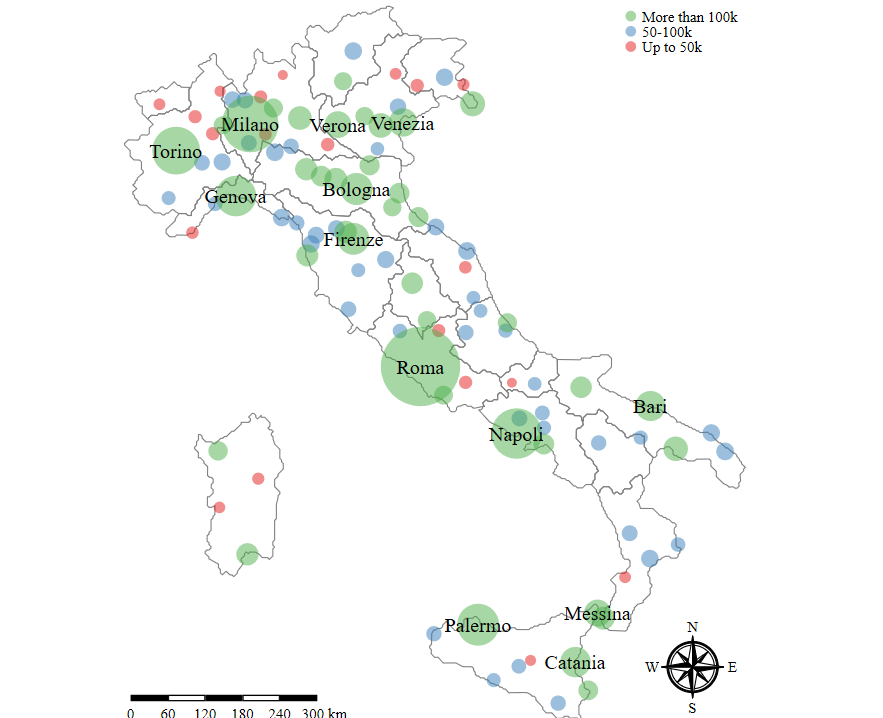 More than 100k
50-100k
Up to 50k
Milano
Verona
Venezia
Torino
Genova
Bologna
Firenze
Roma
Bari
Napoli
Palermo
Messina
Catania
N
W
E
S
0 60 120 180 240 300 km